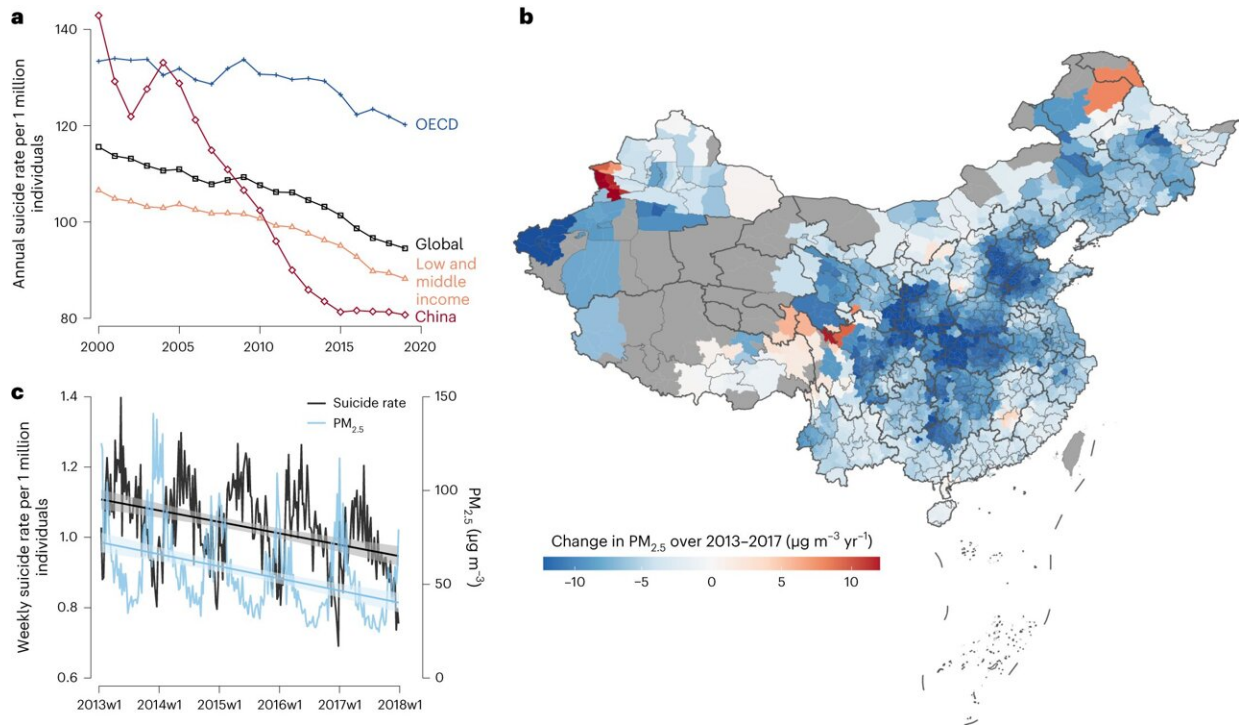 a
Annual suicide rate per 1 million
individuals
140
120
100
80
2000
2005
2010
2015
2020
OECD
Global
Low and
middle
income
China
b
Change in PM2.5 over 2013–2017 (µg m−3 yr−1)
−10
−5
0
5
10
c
Weekly suicide rate per 1 million
individuals
1.4
1.2
1.0
0.8
0.6
Suicide rate
PM2.5
150
100
50
0
PM2.5 (µg m−3)
2013w1
2014w1
2015w1
2016w1
2017w1
2018w1